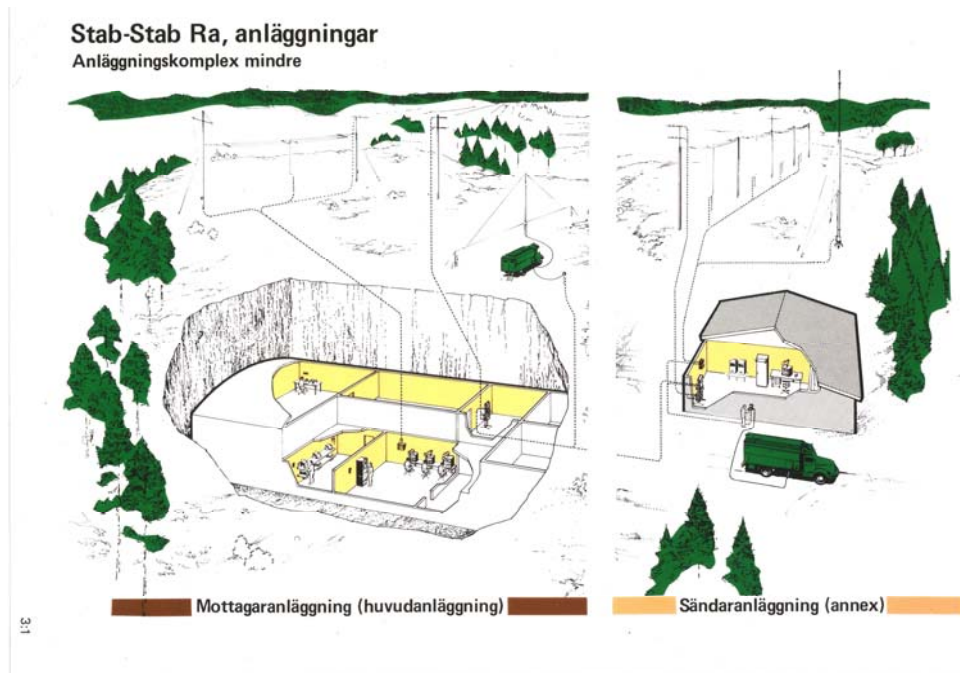 Stab-Stab Ra, anläggningar
Anläggningskomplex mindre
Mottagaranläggning (huvudanläggning)
Sändaranläggning (annex)
3:1